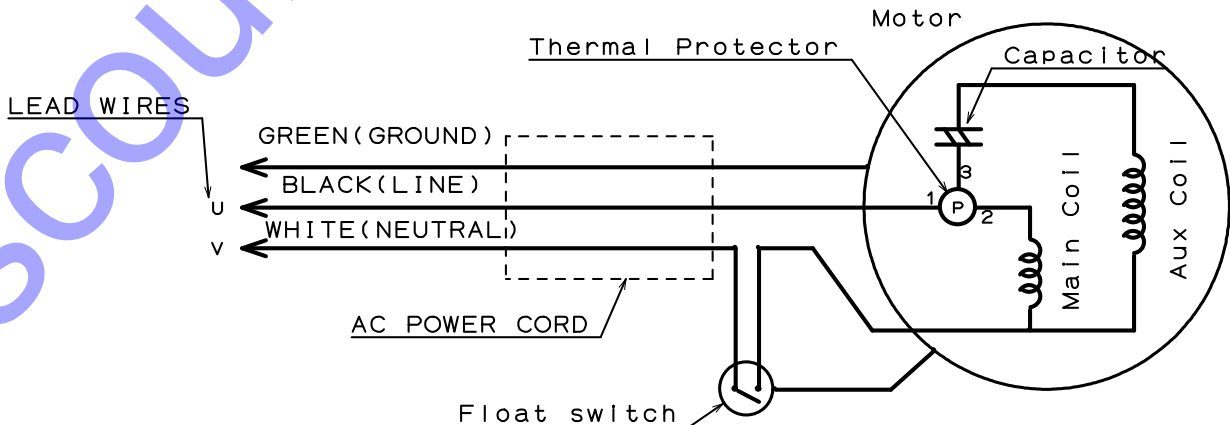 Motor
Thermal Protector
Capacitor
LEAD WIRES
GREEN(GROUND)
BLACK(LINE)
U
WHITE(NEUTRAL)
V
1
2
3
P
Main Coil
Aux Coil
AC POWER CORD
Float switch